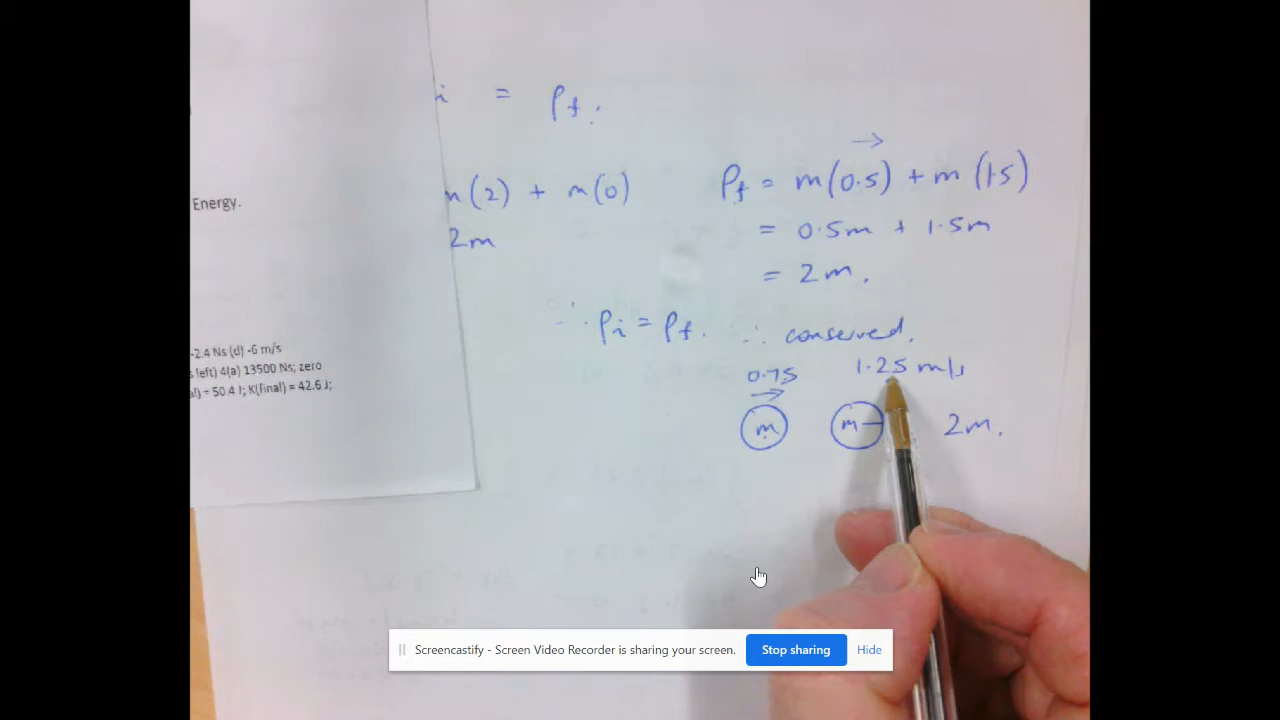 i = Pf.
m(2) + m(0)
2m
→
Pf = m(0.5) + m(1.5)
= 0.5m + 1.5m
= 2m.
∴ Pi = Pf. ∴ conserved.
0.75 1.25 m/s
→
m m 2m.
Energy.
-2.4 Ns (d) -6 m/s
left) 4(a) 13500 Ns; zero
al) = 50.4 J; K(final) = 42.6 J;
Screencastify - Screen Video Recorder is sharing your screen. Stop sharing Hide